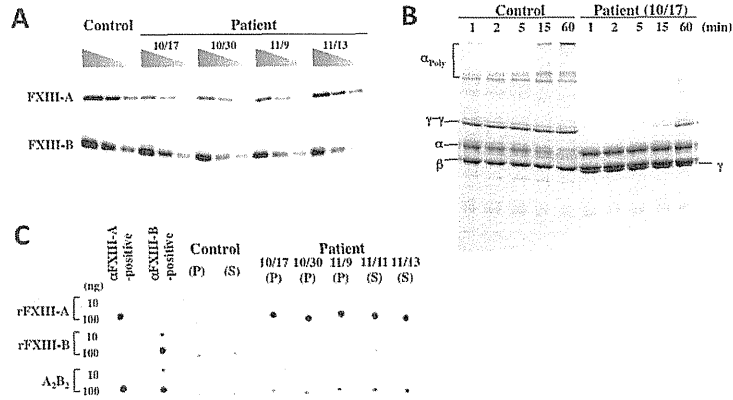 A
Control
Patient
10/17 10/30 11/9 11/13
FXIII-A
FXIII-B
B
Control
Patient (10/17)
1 2 5 15 60 1 2 5 15 60 (min)
αPoly
γ-γ
α
β
γ
C
αFXIII-A -positive
αFXIII-B -positive
Control
Patient
(P) (S)
10/17 10/30 11/9 11/11 11/13
(P) (P) (P) (S) (S)
(ng)
rFXIII-A
10
100
rFXIII-B
10
100
A₂B₂
10
100